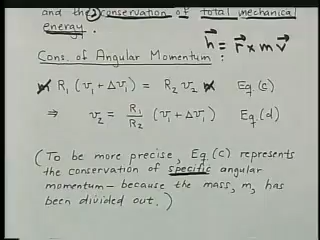 and the ② conservation of total mechanical
energy.
h⃗ = r⃗ × m v⃗
Cons. of Angular Momentum:
m R₁ (v₁ + Δv₁) = R₂ v₂ m Eq.(c)
⇒ v₂ = R₁/R₂ (v₁ + Δv₁) Eq.(d)
(To be more precise, Eq.(c) represents
the conservation of specific angular
momentum — because the mass, m, has
been divided out.)